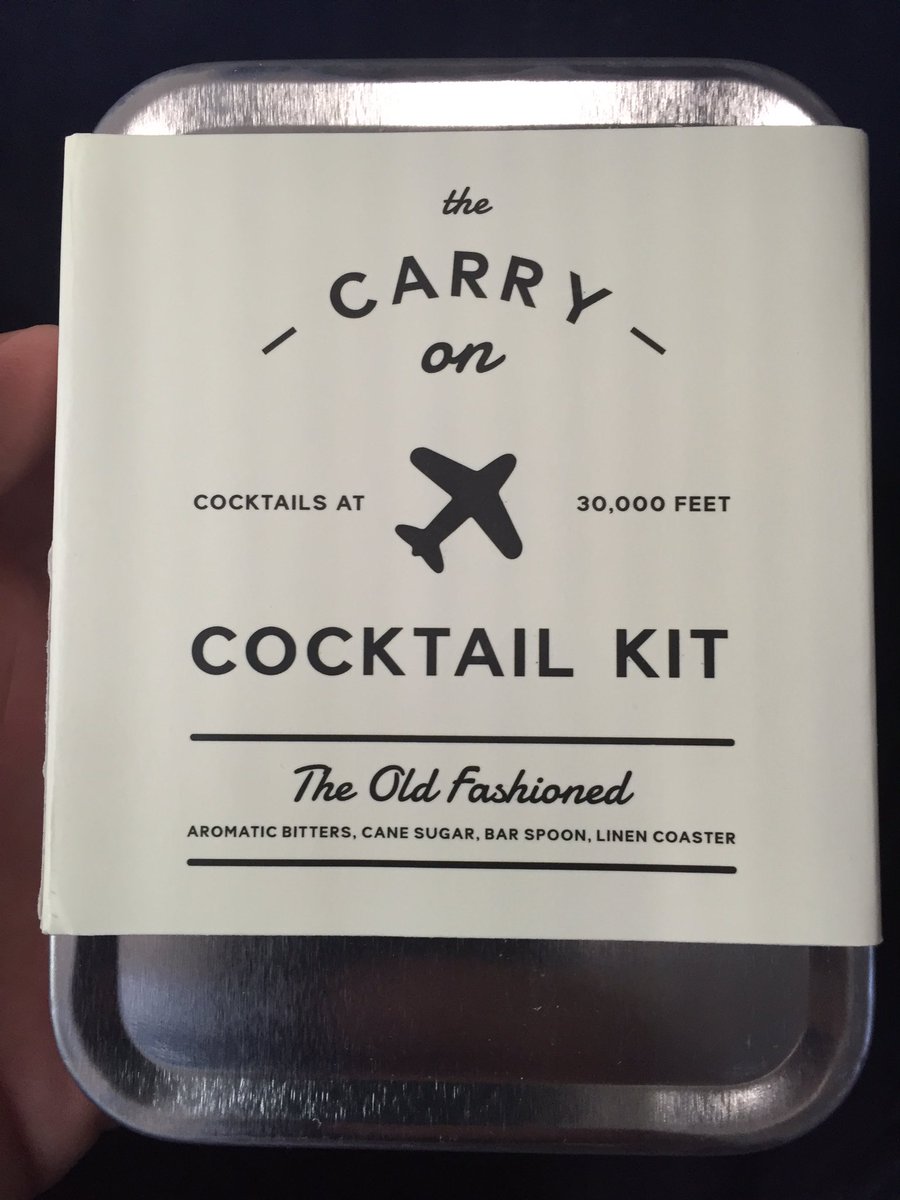 the
CARRY
on
COCKTAILS AT 30,000 FEET
COCKTAIL KIT
The Old Fashioned
AROMATIC BITTERS, CANE SUGAR, BAR SPOON, LINEN COASTER